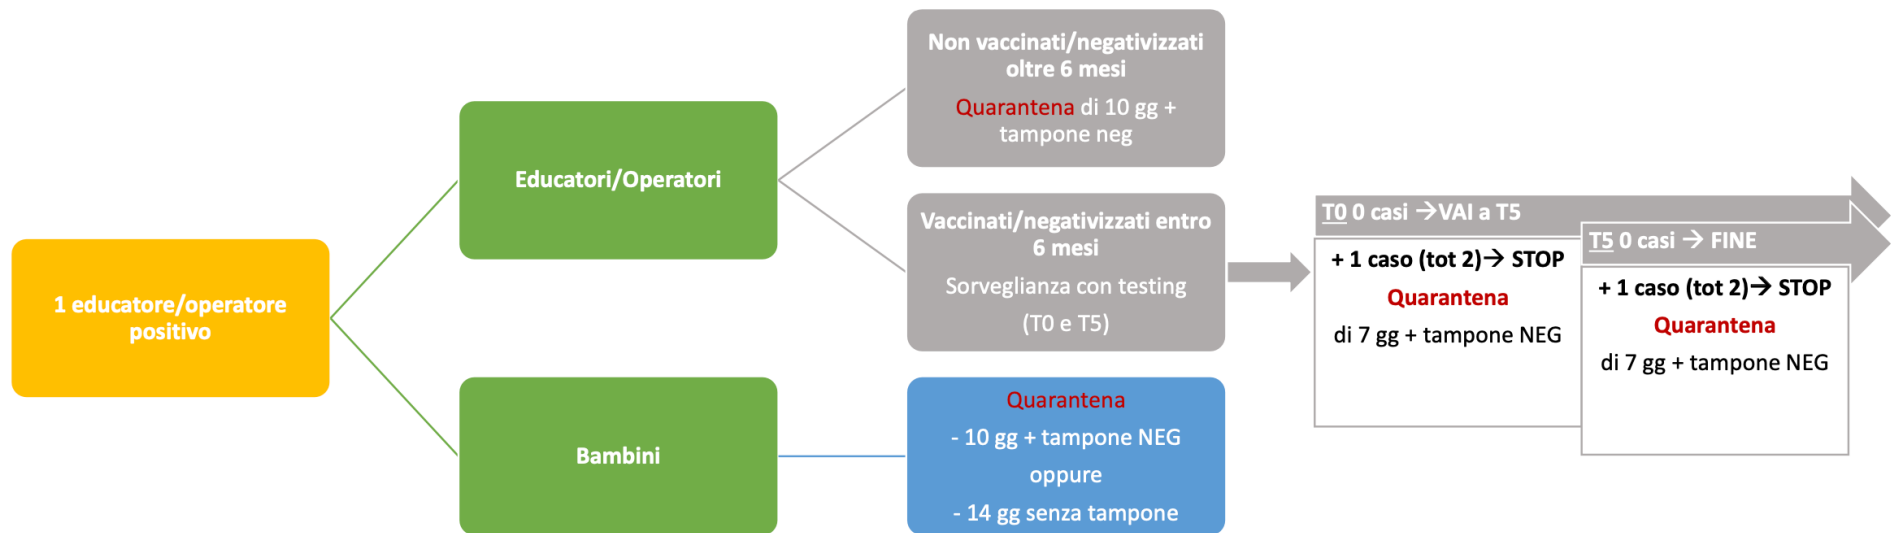 1 educatore/operatore
positivo
Educatori/Operatori
Bambini
Non vaccinati/negativizzati
oltre 6 mesi
Quarantena di 10 gg +
tampone neg
Vaccinati/negativizzati entro
6 mesi
Sorveglianza con testing
(T0 e T5)
Quarantena
- 10 gg + tampone NEG
oppure
- 14 gg senza tampone
T0 0 casi →VAI a T5
+ 1 caso (tot 2)→ STOP
Quarantena
di 7 gg + tampone NEG
T5 0 casi → FINE
+ 1 caso (tot 2)→ STOP
Quarantena
di 7 gg + tampone NEG